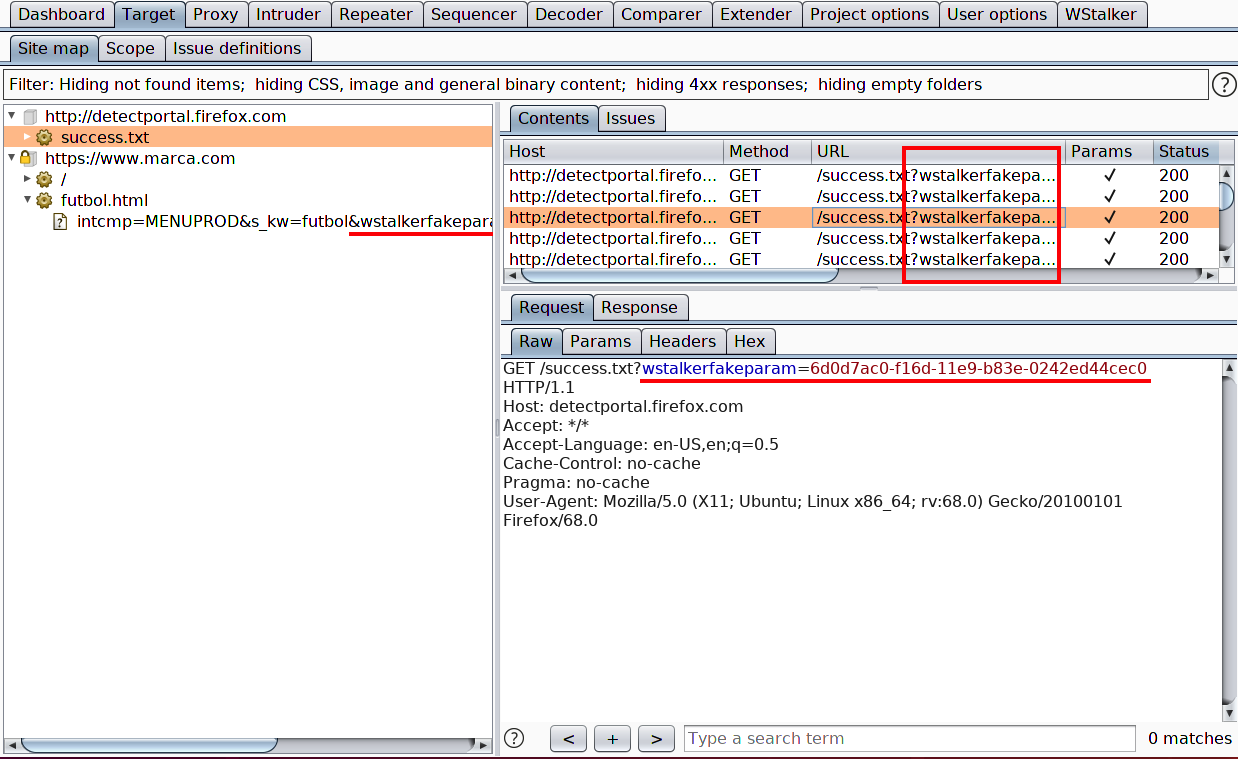 Dashboard Target Proxy Intruder Repeater Sequencer Decoder Comparer Extender Project options User options WStalker
Site map Scope Issue definitions
Filter: Hiding not found items; hiding CSS, image and general binary content; hiding 4xx responses; hiding empty folders ?
http://detectportal.firefox.com
success.txt
https://www.marca.com
/
futbol.html
? intcmp=MENUPROD&s_kw=futbol&wstalkerfakepara
Contents Issues
Host Method URL Params Status
http://detectportal.firefo... GET /success.txt?wstalkerfakepa... ✓ 200
http://detectportal.firefo... GET /success.txt?wstalkerfakepa... ✓ 200
http://detectportal.firefo... GET /success.txt?wstalkerfakepa... ✓ 200
http://detectportal.firefo... GET /success.txt?wstalkerfakepa... ✓ 200
http://detectportal.firefo... GET /success.txt?wstalkerfakepa... ✓ 200
Request Response
Raw Params Headers Hex
GET /success.txt?wstalkerfakeparam=6d0d7ac0-f16d-11e9-b83e-0242ed44cec0
HTTP/1.1
Host: detectportal.firefox.com
Accept: */*
Accept-Language: en-US,en;q=0.5
Cache-Control: no-cache
Pragma: no-cache
User-Agent: Mozilla/5.0 (X11; Ubuntu; Linux x86_64; rv:68.0) Gecko/20100101
Firefox/68.0
? < + > Type a search term 0 matches